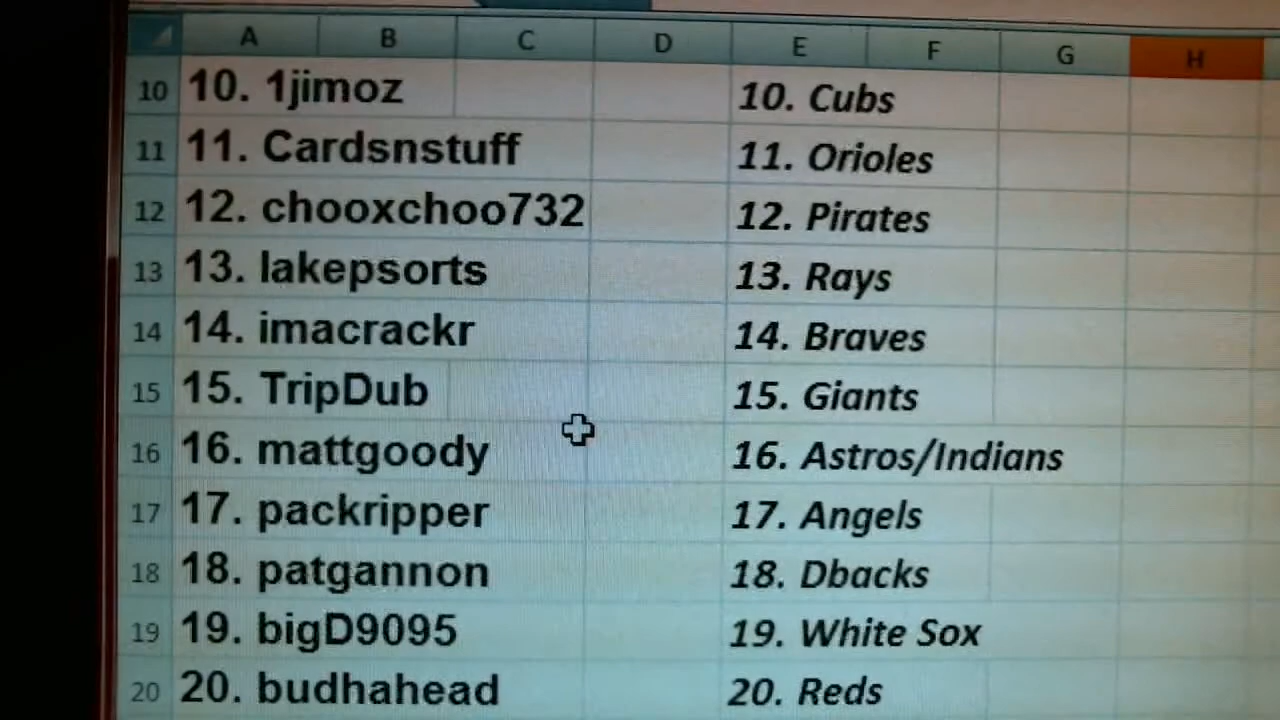 A B C D E F G H
10 10. 1jimoz 10. Cubs
11 11. Cardsnstuff 11. Orioles
12 12. chooxchoo732 12. Pirates
13 13. lakepsorts 13. Rays
14 14. imacrackr 14. Braves
15 15. TripDub 15. Giants
16 16. mattgoody 16. Astros/Indians
17 17. packripper 17. Angels
18 18. patgannon 18. Dbacks
19 19. bigD9095 19. White Sox
20 20. budhahead 20. Reds